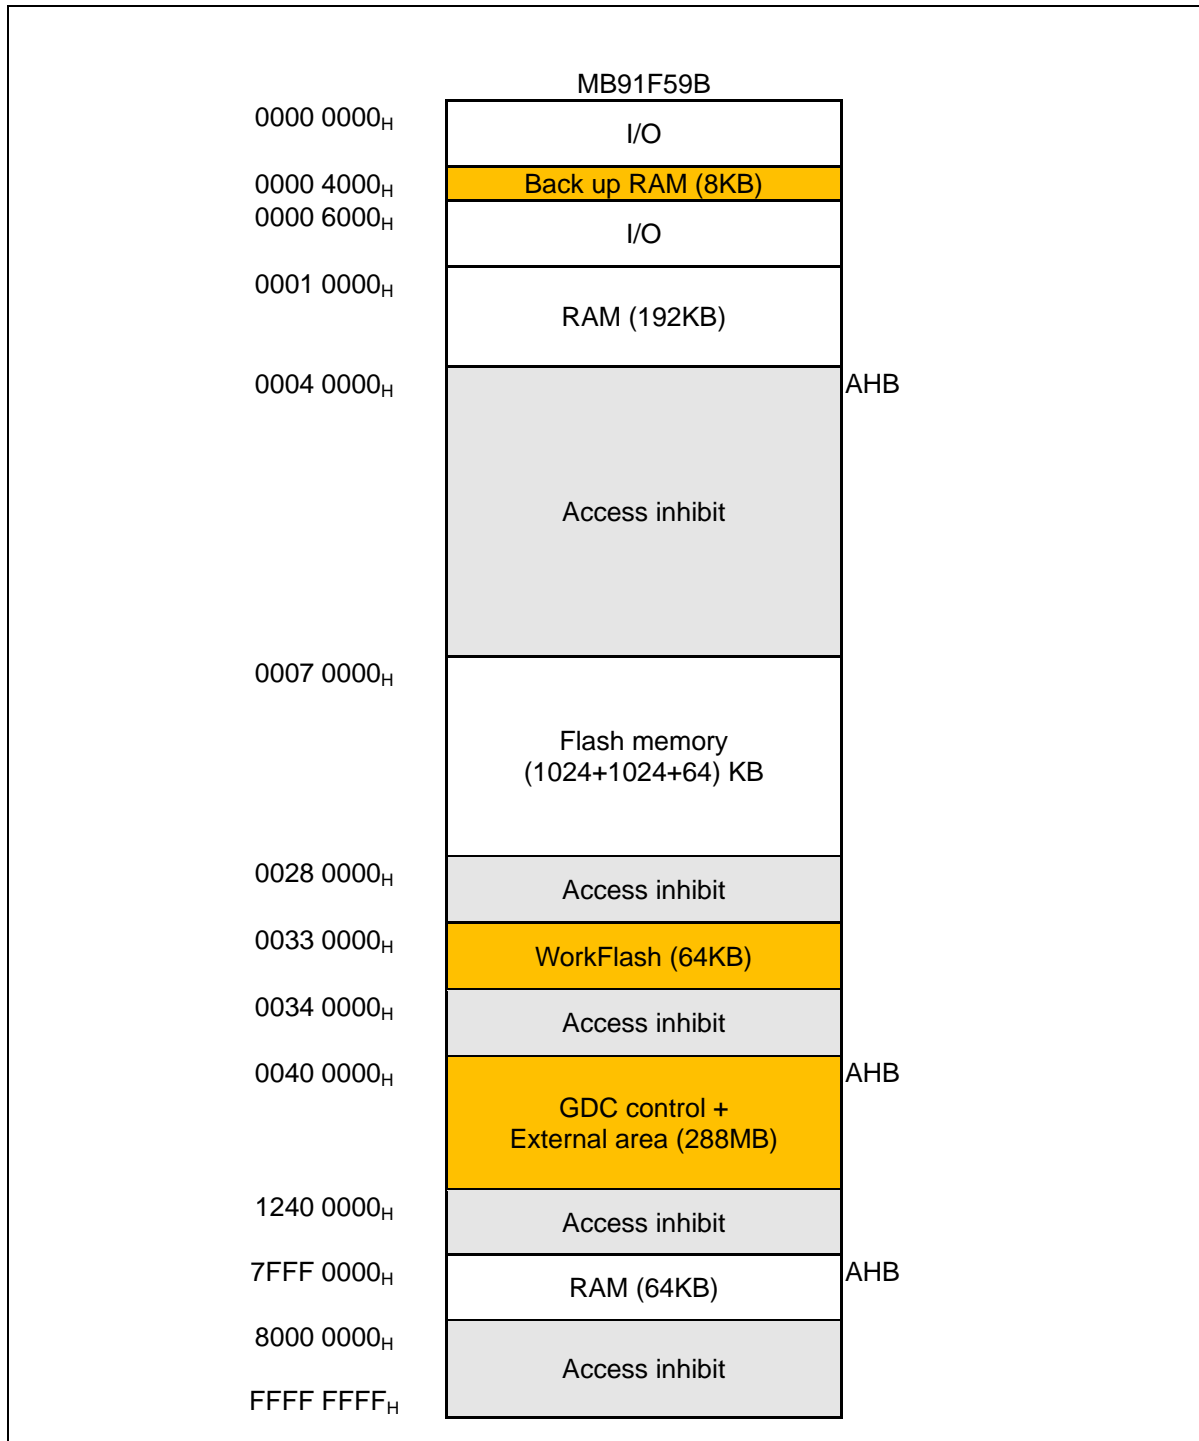 MB91F59B
0000 0000H
I/O
0000 4000H
Back up RAM (8KB)
0000 6000H
I/O
0001 0000H
RAM (192KB)
0004 0000H
AHB
Access inhibit
0007 0000H
Flash memory
(1024+1024+64) KB
0028 0000H
Access inhibit
0033 0000H
WorkFlash (64KB)
0034 0000H
Access inhibit
0040 0000H
AHB
GDC control +
External area (288MB)
1240 0000H
Access inhibit
7FFF 0000H
AHB
RAM (64KB)
8000 0000H
Access inhibit
FFFF FFFFH